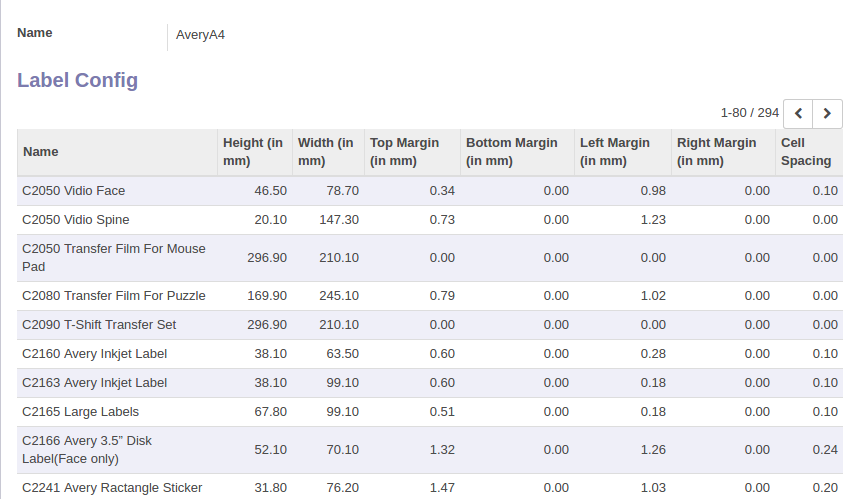 Name AveryA4
Label Config
1-80 / 294
Name Height (in mm) Width (in mm) Top Margin (in mm) Bottom Margin (in mm) Left Margin (in mm) Right Margin (in mm) Cell Spacing
C2050 Vidio Face 46.50 78.70 0.34 0.00 0.98 0.00 0.10
C2050 Vidio Spine 20.10 147.30 0.73 0.00 1.23 0.00 0.00
C2050 Transfer Film For Mouse Pad 296.90 210.10 0.00 0.00 0.00 0.00 0.00
C2080 Transfer Film For Puzzle 169.90 245.10 0.79 0.00 1.02 0.00 0.00
C2090 T-Shift Transfer Set 296.90 210.10 0.00 0.00 0.00 0.00 0.00
C2160 Avery Inkjet Label 38.10 63.50 0.60 0.00 0.28 0.00 0.10
C2163 Avery Inkjet Label 38.10 99.10 0.60 0.00 0.18 0.00 0.10
C2165 Large Labels 67.80 99.10 0.51 0.00 0.18 0.00 0.10
C2166 Avery 3.5” Disk Label(Face only) 52.10 70.10 1.32 0.00 1.26 0.00 0.24
C2241 Avery Ractangle Sticker 31.80 76.20 1.47 0.00 1.03 0.00 0.20